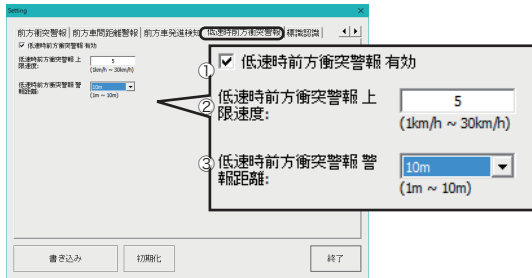 Setting
×
前方衝突警報 前方車間距離警報 前方車発進検知 低速時前方衝突警報 標識認識
☑ 低速時前方衝突警報 有効
低速時前方衝突警報 上
限速度:
5
(1km/h ~ 30km/h)
低速時前方衝突警報 警
報距離:
10m
(1m ~ 10m)
① ☑ 低速時前方衝突警報 有効
② 低速時前方衝突警報 上
限速度:
5
(1km/h ~ 30km/h)
③ 低速時前方衝突警報 警
報距離:
10m
(1m ~ 10m)
書き込み 初期化 終了